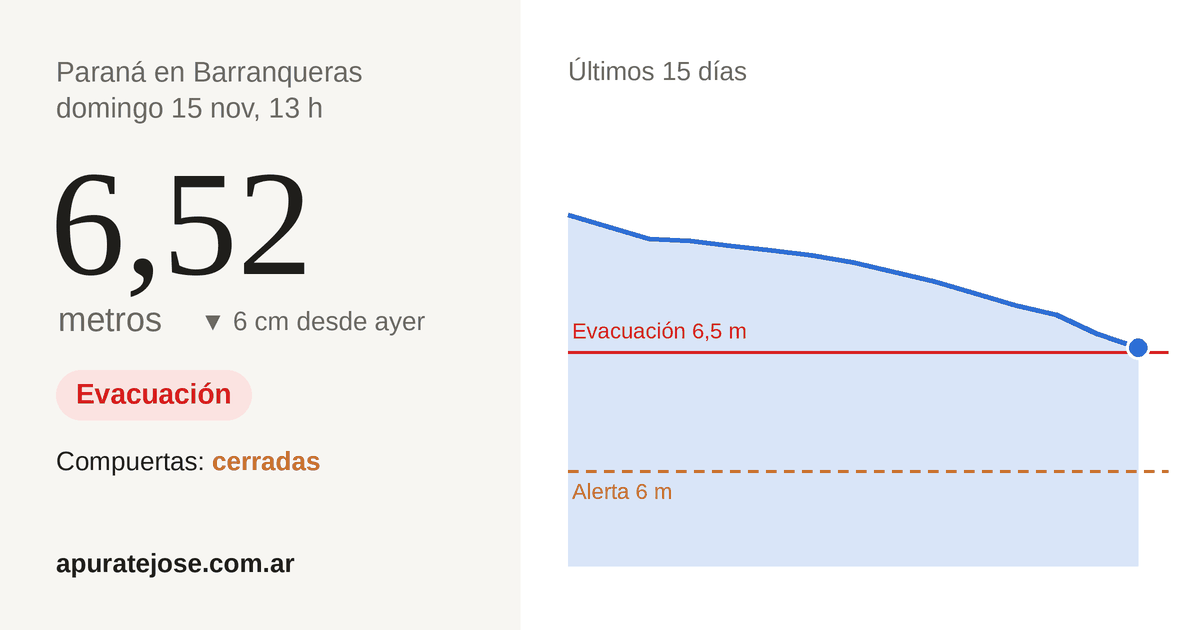 Paraná en Barranqueras
domingo 15 nov, 13 h
6,52
metros ▼ 6 cm desde ayer
Evacuación
Compuertas: cerradas
apuratejose.com.ar
Últimos 15 días
Evacuación 6,5 m
Alerta 6 m